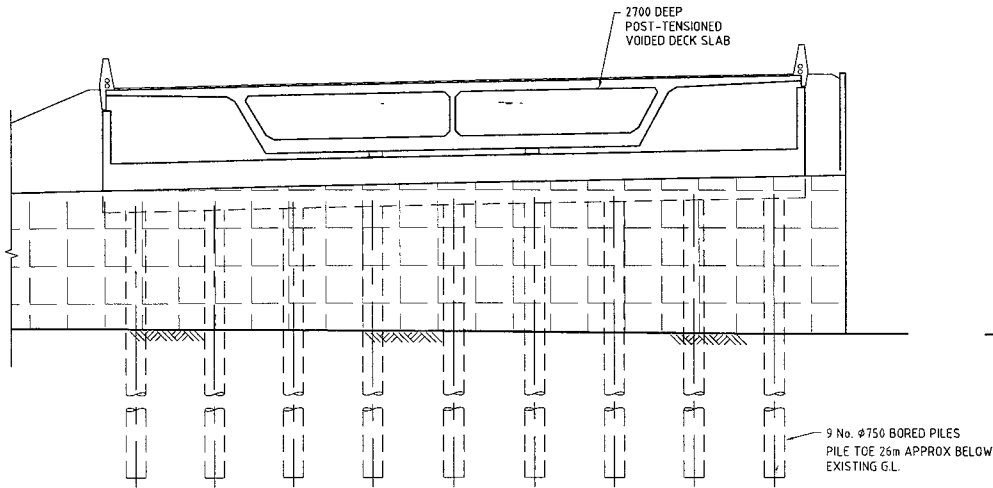 2700 DEEP
POST-TENSIONED
VOIDED DECK SLAB
9 No. φ750 BORED PILES
PILE TOE 26m APPROX BELOW
EXISTING G.L.